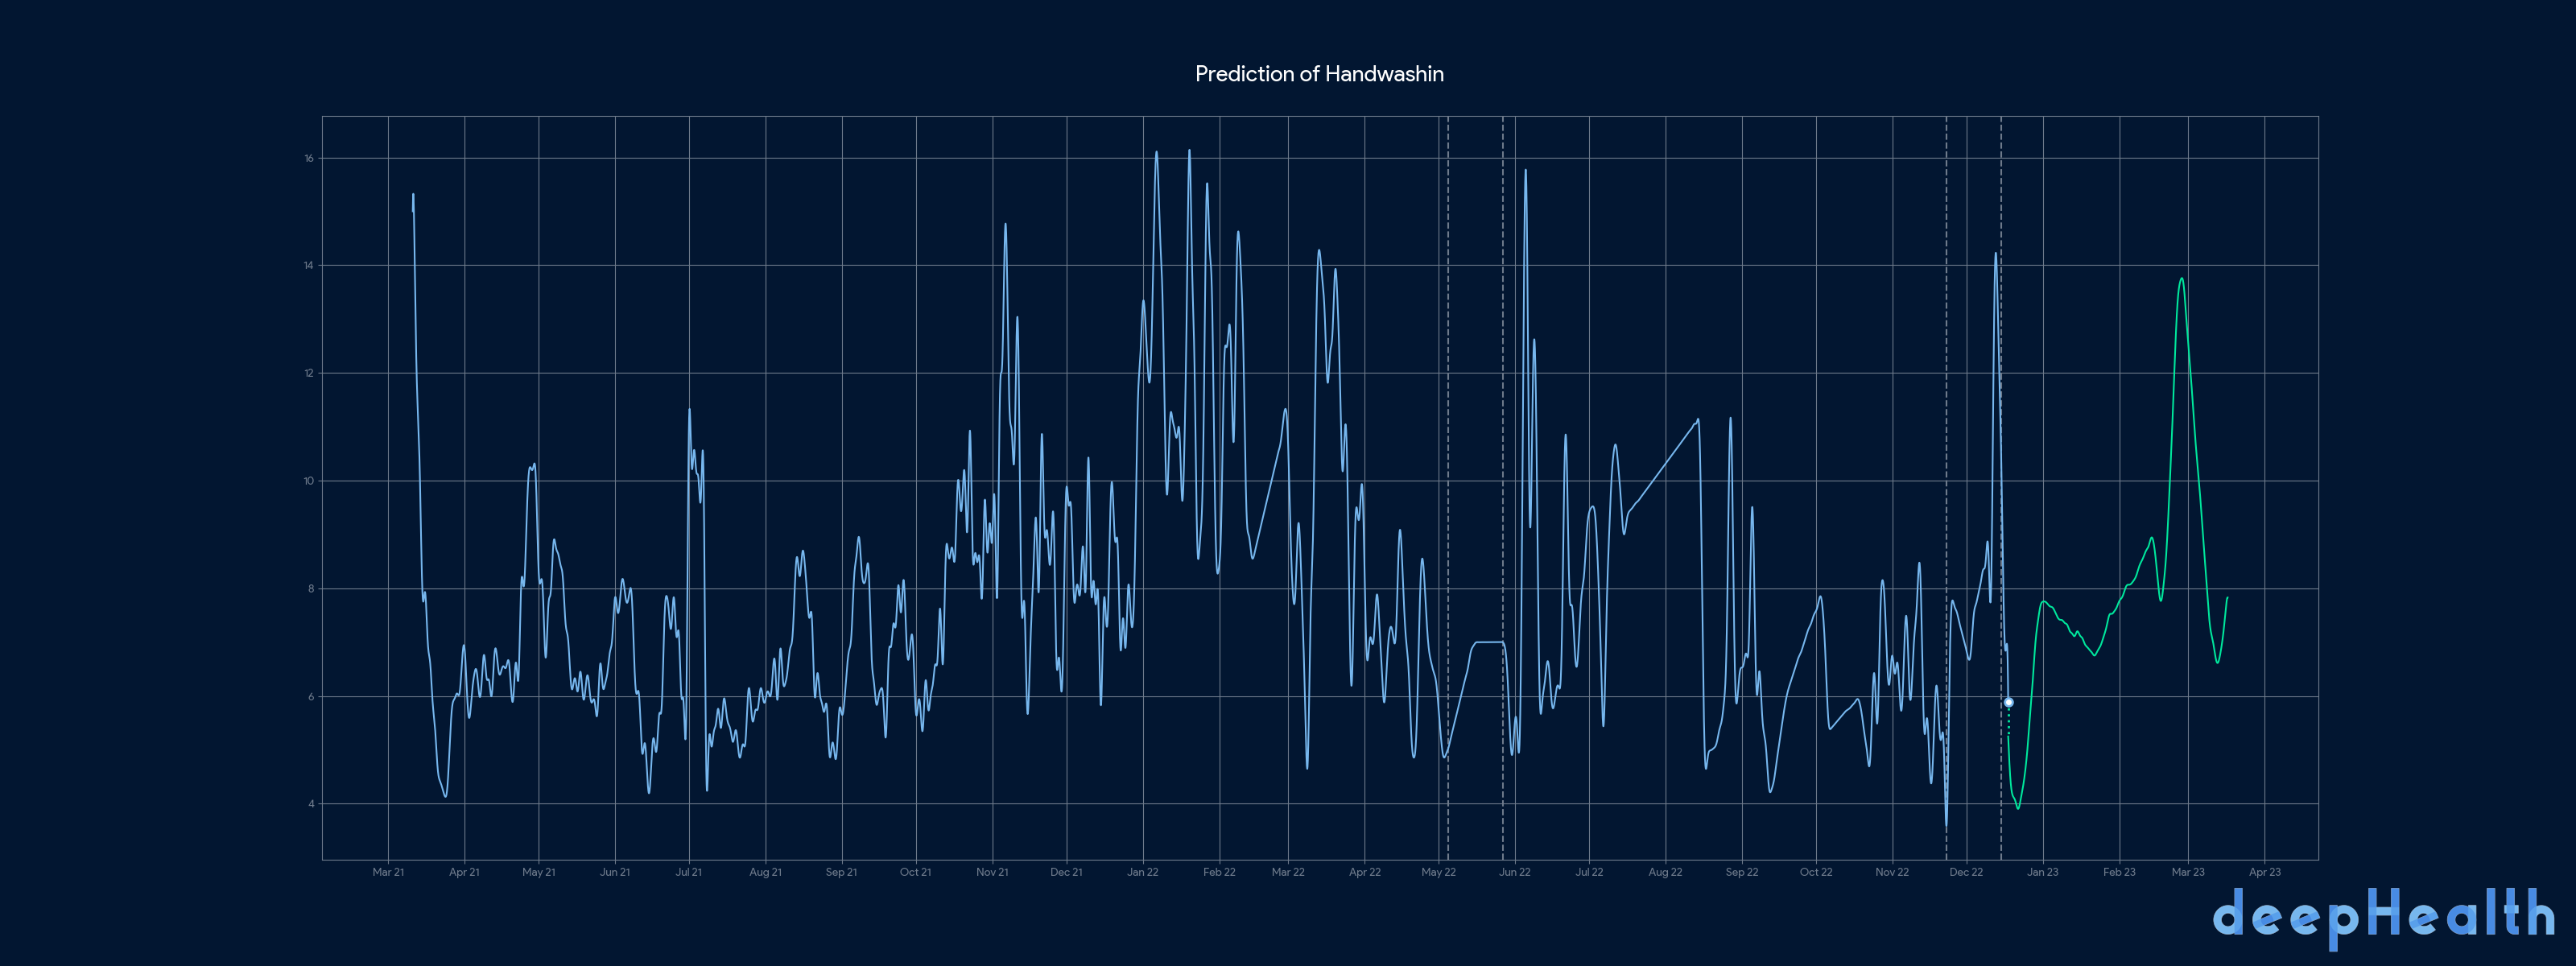 Prediction of Handwashin
16
14
12
10
8
6
4
Mar 21 Apr 21 May 21 Jun 21 Jul 21 Aug 21 Sep 21 Oct 21 Nov 21 Dec 21 Jan 22 Feb 22 Mar 22 Apr 22 May 22 Jun 22 Jul 22 Aug 22 Sep 22 Oct 22 Nov 22 Dec 22 Jan 23 Feb 23 Mar 23 Apr 23
deepHealth